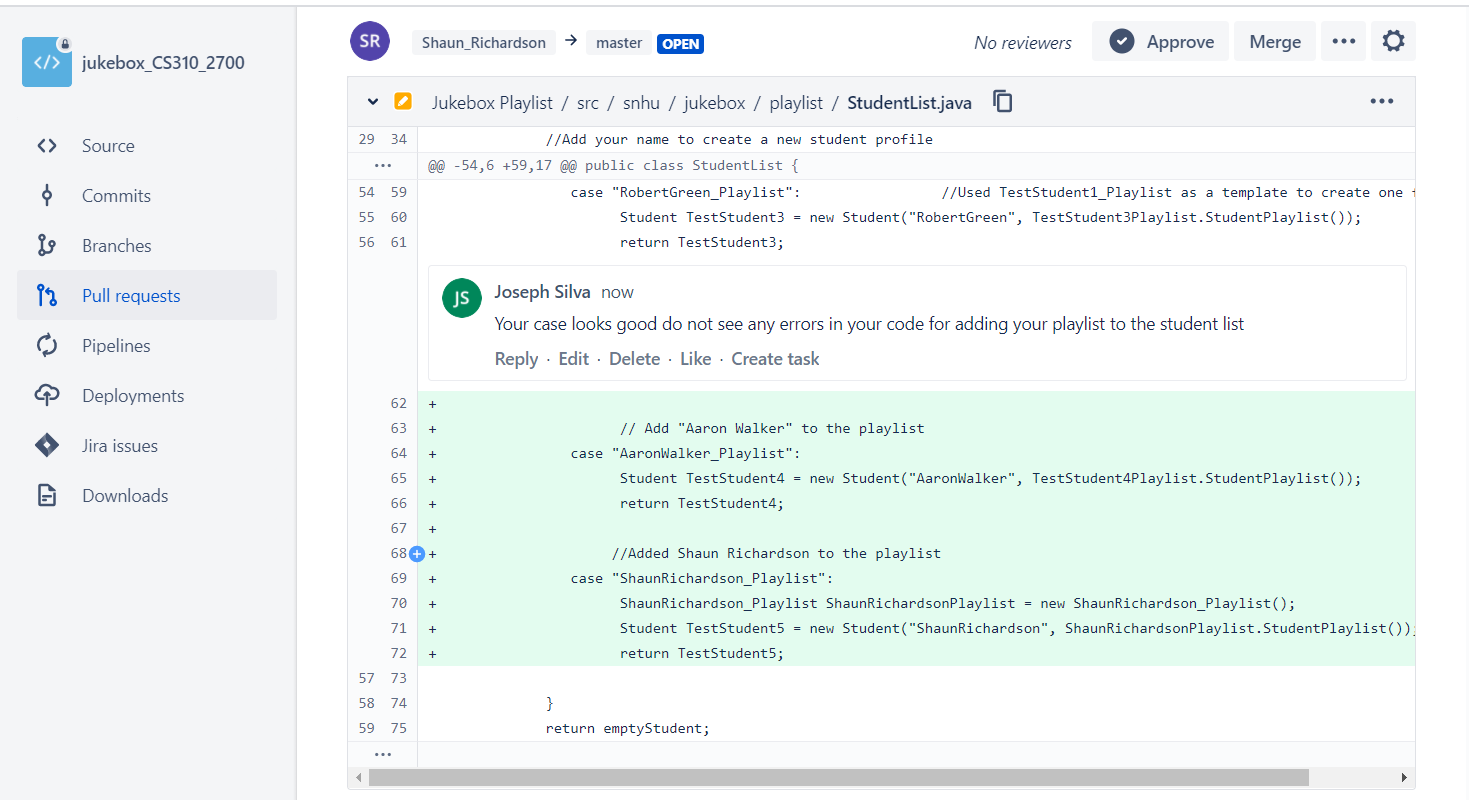 </>
jukebox_CS310_2700
Source
Commits
Branches
Pull requests
Pipelines
Deployments
Jira issues
Downloads
SR Shaun_Richardson → master OPEN No reviewers Approve Merge
Jukebox Playlist / src / snhu / jukebox / playlist / StudentList.java
29 34 //Add your name to create a new student profile
@@ -54,6 +59,17 @@ public class StudentList {
54 59 case "RobertGreen_Playlist": //Used TestStudent1_Playlist as a template to create one
55 60 Student TestStudent3 = new Student("RobertGreen", TestStudent3Playlist.StudentPlaylist());
56 61 return TestStudent3;
JS Joseph Silva now
Your case looks good do not see any errors in your code for adding your playlist to the student list
Reply · Edit · Delete · Like · Create task
62 +
63 + // Add "Aaron Walker" to the playlist
64 + case "AaronWalker_Playlist":
65 + Student TestStudent4 = new Student("AaronWalker", TestStudent4Playlist.StudentPlaylist());
66 + return TestStudent4;
67 +
68 + //Added Shaun Richardson to the playlist
69 + case "ShaunRichardson_Playlist":
70 + ShaunRichardson_Playlist ShaunRichardsonPlaylist = new ShaunRichardson_Playlist();
71 + Student TestStudent5 = new Student("ShaunRichardson", ShaunRichardsonPlaylist.StudentPlaylist());
72 + return TestStudent5;
57 73
58 74 }
59 75 return emptyStudent;